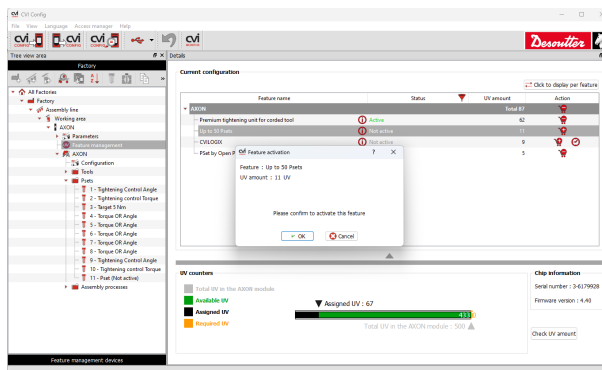 CVI Config
File View Language Access manager Help
CVI CONFIG CVI CONFIG CVI CONFIG CVI MONITOR
Desoutter
Tree view area
Details
Factory
Current configuration
Click to display per feature
Feature name Status UV amount Action
AXON Total 87
Premium tightening unit for corded tool Active 62
Up to 50 Psets Not active 11
CVILOGIX Not active 9
PSet by Open P 5
All Factories
Factory
Assembly line
Working area
AXON
Parameters
Feature management
AXON
Configuration
Tools
Psets
1 - Tightening Control Angle
2 - Tightening control Torque
3 - Target 5 Nm
4 - Torque OR Angle
5 - Torque OR Angle
6 - Torque OR Angle
7 - Torque OR Angle
8 - Torque OR Angle
9 - Tightening Control Angle
10 - Tightening control Torque
11 - Pset (Not active)
Assembly processes
Feature management devices
Feature activation ? ×
Feature : Up to 50 Psets
UV amount : 11 UV
Please confirm to activate this feature
OK Cancel
UV counters
Total UV in the AXON module
Available UV
Assigned UV
Required UV
Assigned UV : 67
433
Total UV in the AXON module : 500
Chip information
Serial number : 3-6179928
Firmware version : 4.40
Check UV amount